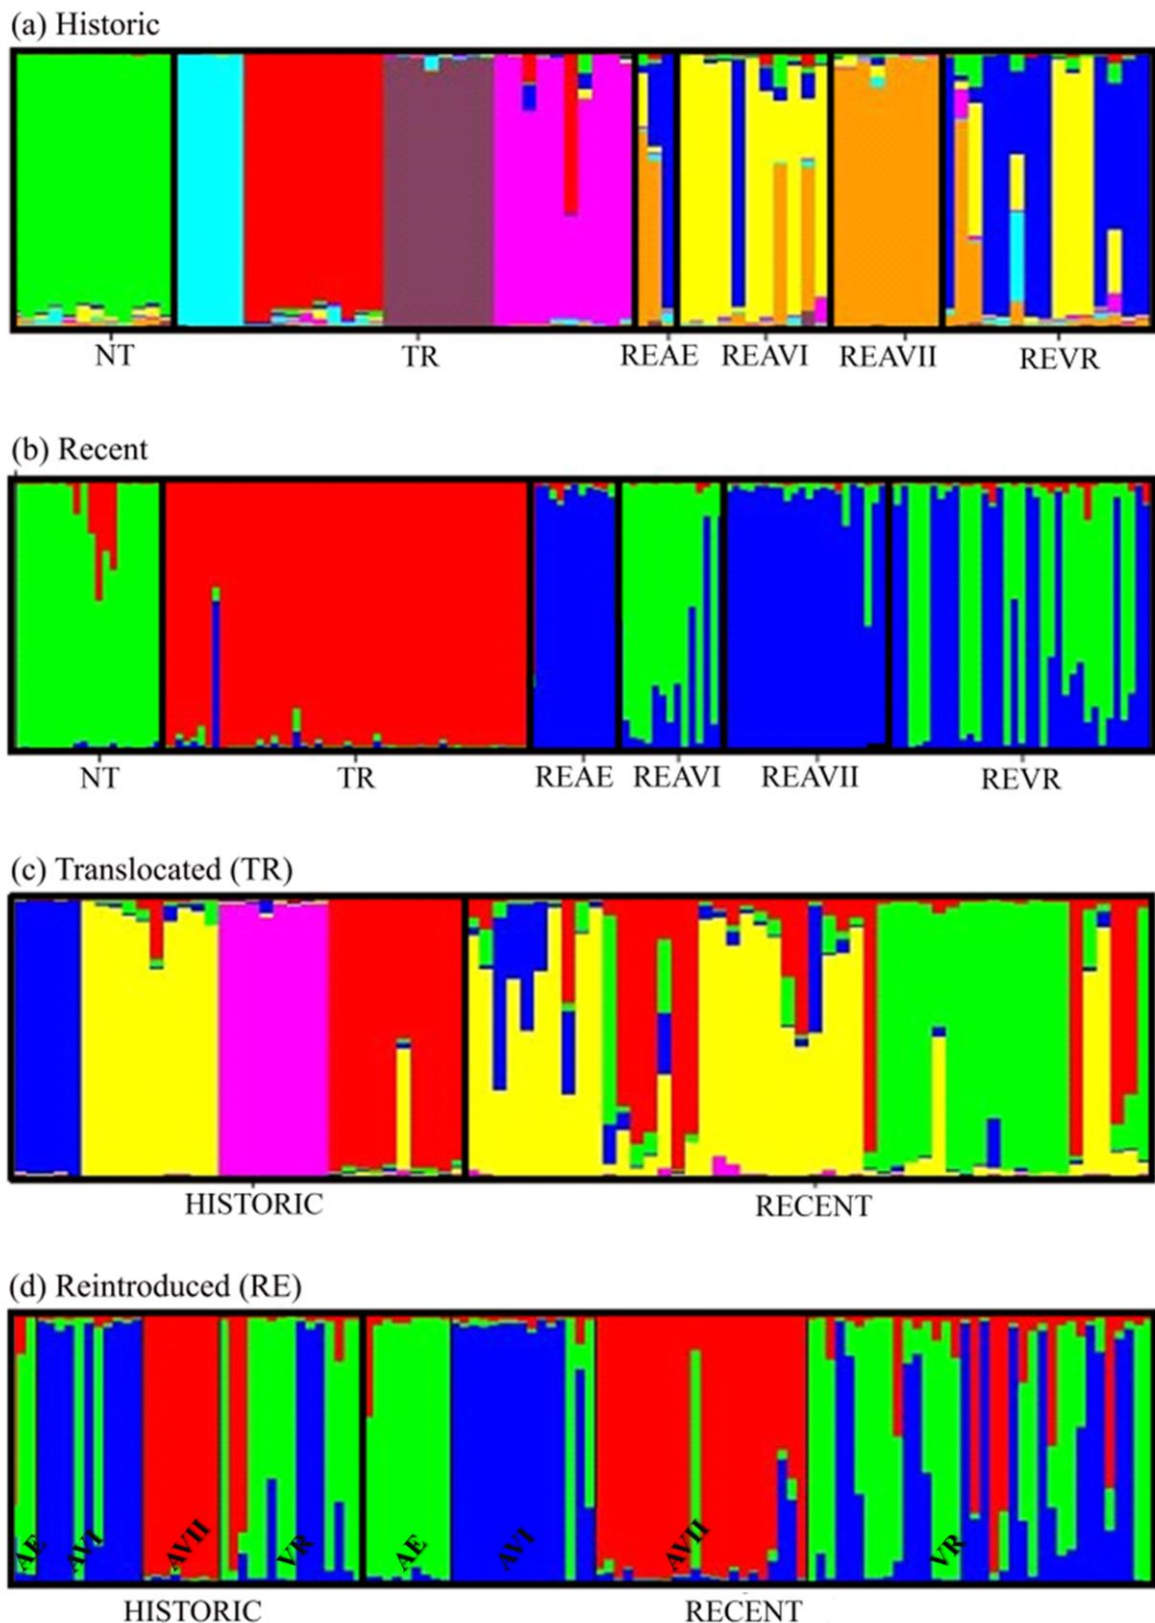 (a) Historic
NT TR REAE REAVI REAVII REVR
(b) Recent
NT TR REAE REAVI REAVII REVR
(c) Translocated (TR)
HISTORIC RECENT
(d) Reintroduced (RE)
AE AVI AVII VR AE AVI AVII VR
HISTORIC RECENT